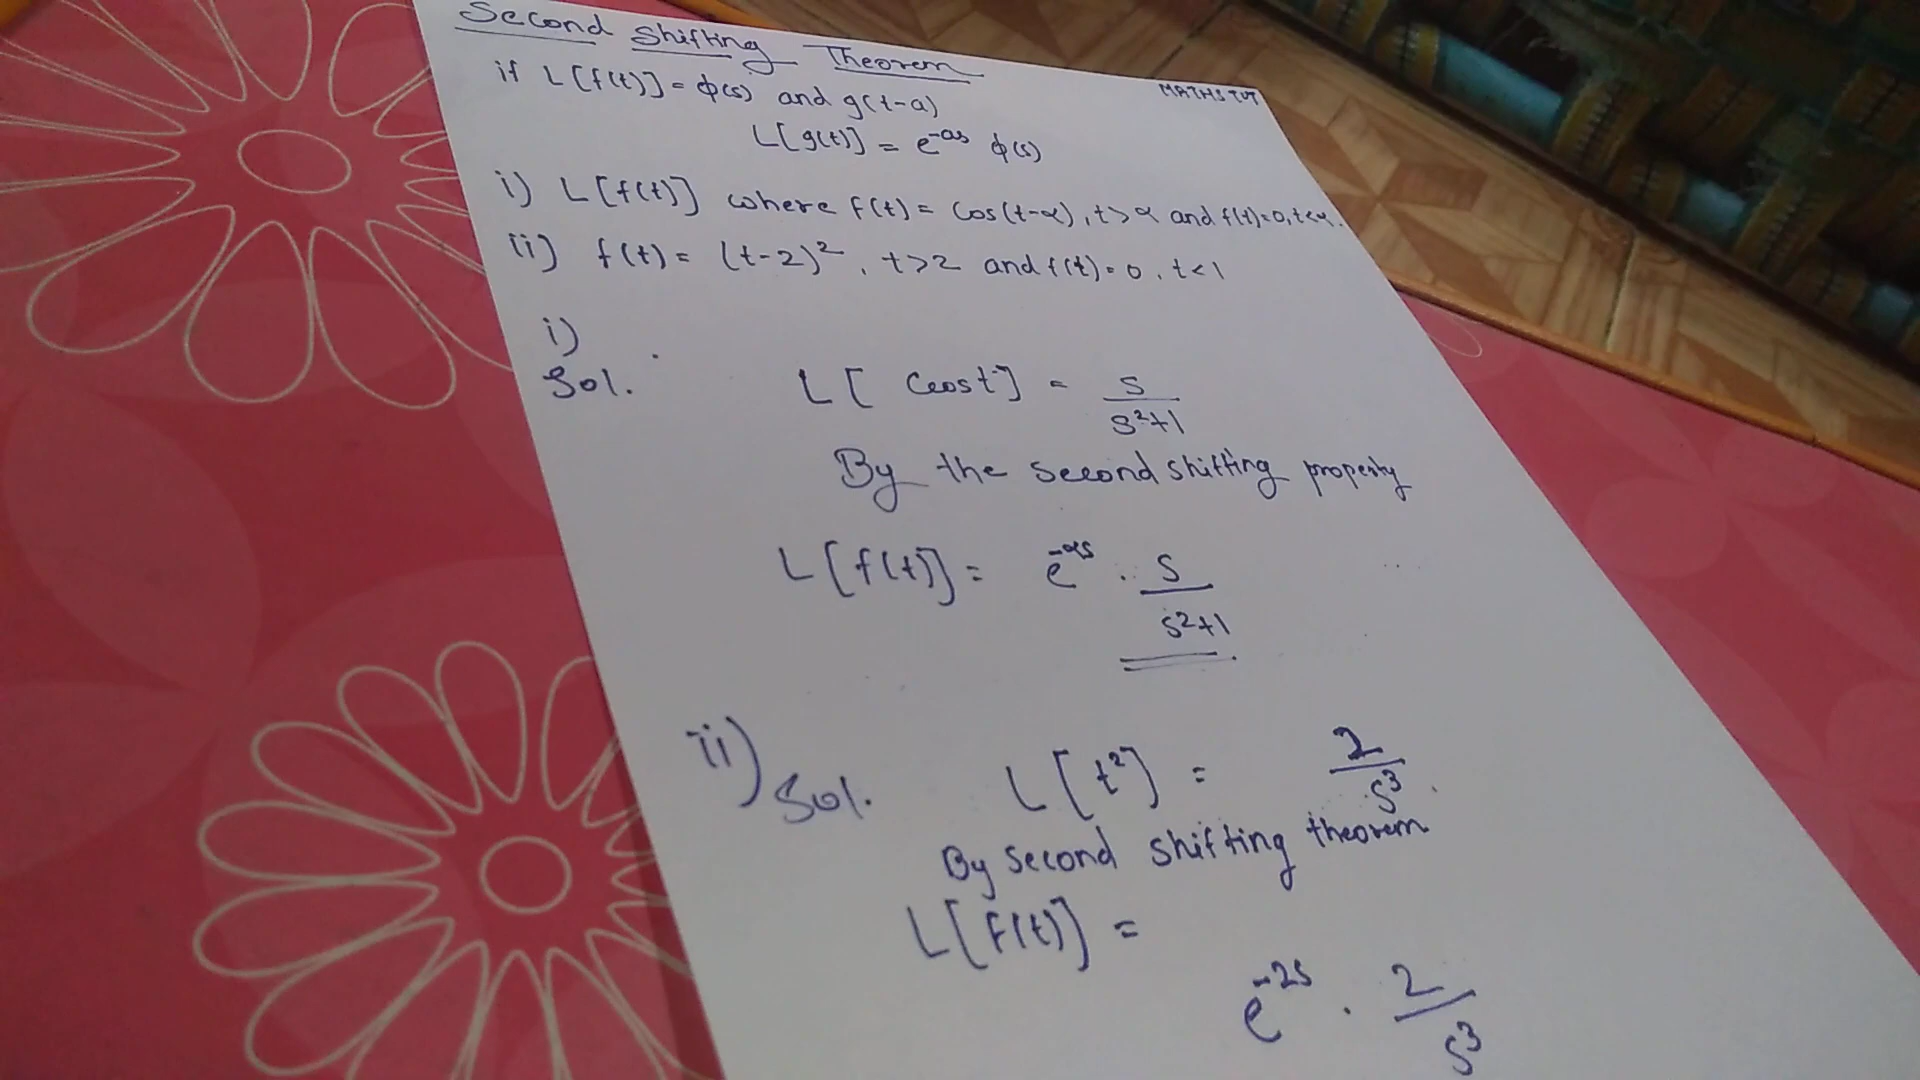 Second Shifting Theorem
MATHS TUT
if L[f(t)] = φ(s) and g(t-a)
L[g(t)] = e^-as φ(s)
i) L[f(t)] where f(t) = cos(t-α), t>α and f(t)=0, t<α.
ii) f(t) = (t-2)², t>2 and f(t)=0, t<1
i)
Sol.
L[cost] = s/(s²+1)
By the second shifting property
L[f(t)] = e^-αs · s/(s²+1)
ii) Sol. L[t²] = 2/s³
By second shifting theorem
L[f(t)] =
e^-2s · 2/s³